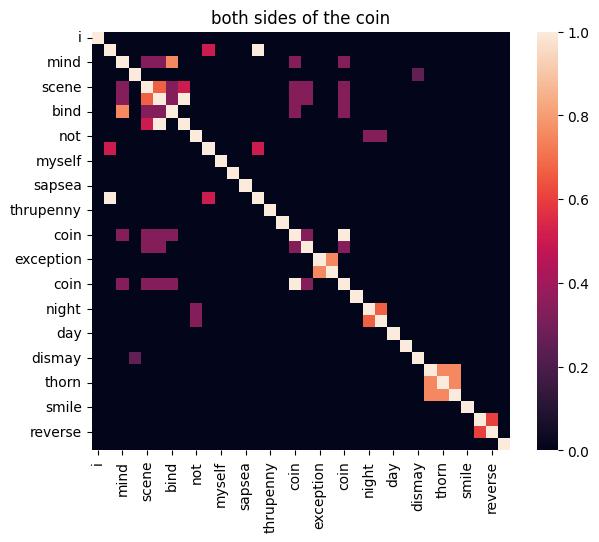 both sides of the coin
i
mind
scene
bind
not
myself
sapsea
thrupenny
coin
exception
coin
night
day
dismay
thorn
smile
reverse
1.0
0.8
0.6
0.4
0.2
0.0
i
mind
scene
bind
not
myself
sapsea
thrupenny
coin
exception
coin
night
day
dismay
thorn
smile
reverse